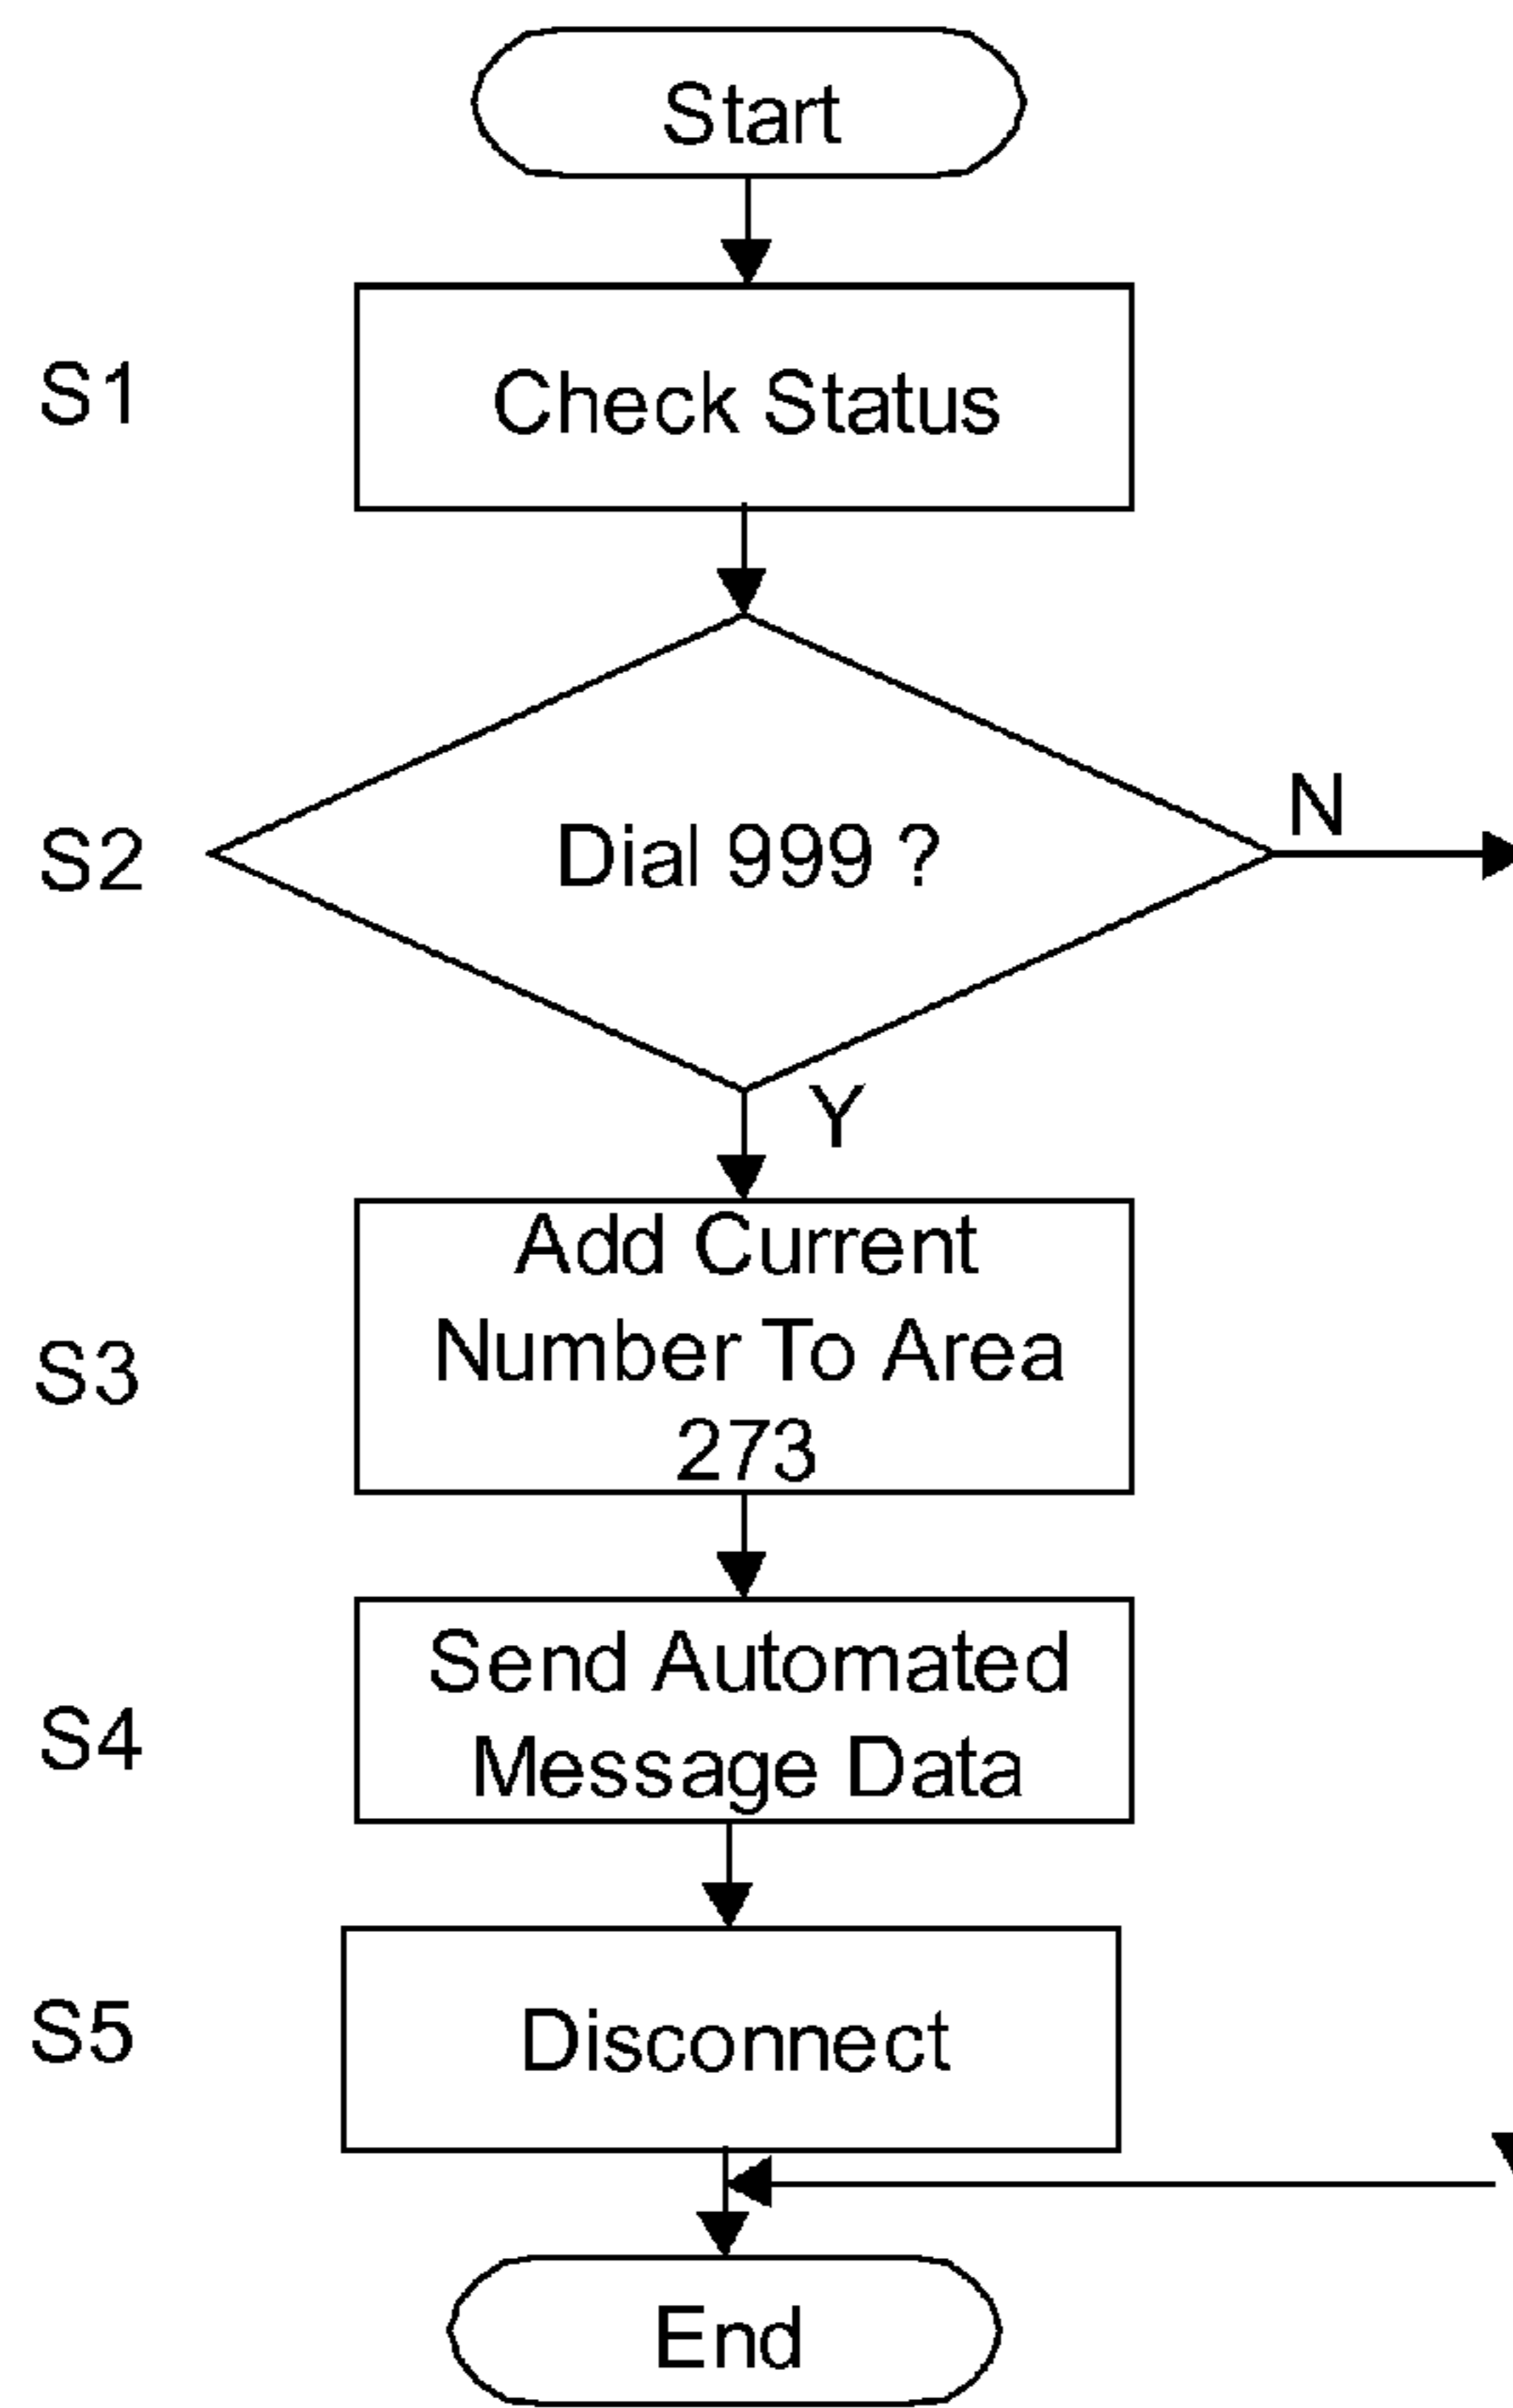 Start
S1
Check Status
S2
Dial 999 ?
N
Y
S3
Add Current
Number To Area
273
S4
Send Automated
Message Data
S5
Disconnect
End